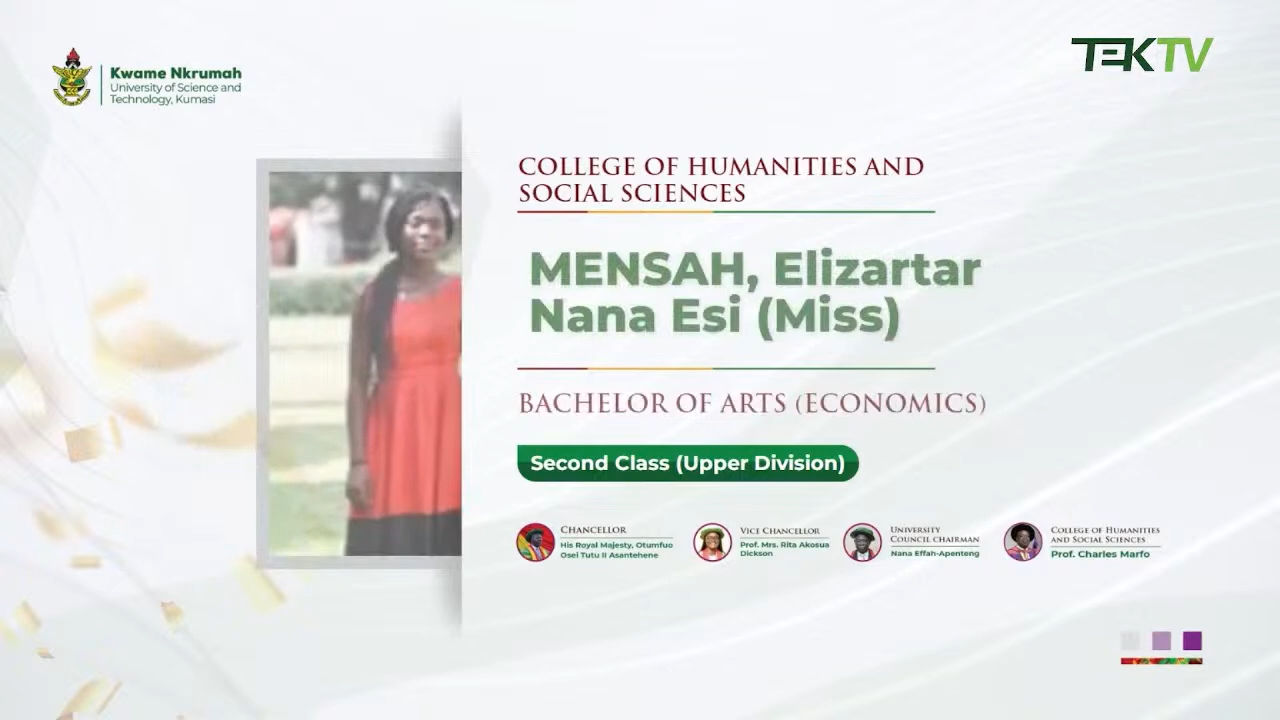 Kwame Nkrumah
University of Science and
Technology, Kumasi
TEKTV
COLLEGE OF HUMANITIES AND
SOCIAL SCIENCES
MENSAH, Elizartar
Nana Esi (Miss)
BACHELOR OF ARTS (ECONOMICS)
Second Class (Upper Division)
CHANCELLOR
His Royal Majesty, Otumfuo
Osei Tutu II Asantehene
VICE CHANCELLOR
Prof. Mrs. Rita Akosua
Dickson
UNIVERSITY
COUNCIL CHAIRMAN
Nana Effah-Apenteng
COLLEGE OF HUMANITIES
AND SOCIAL SCIENCES
Prof. Charles Marfo